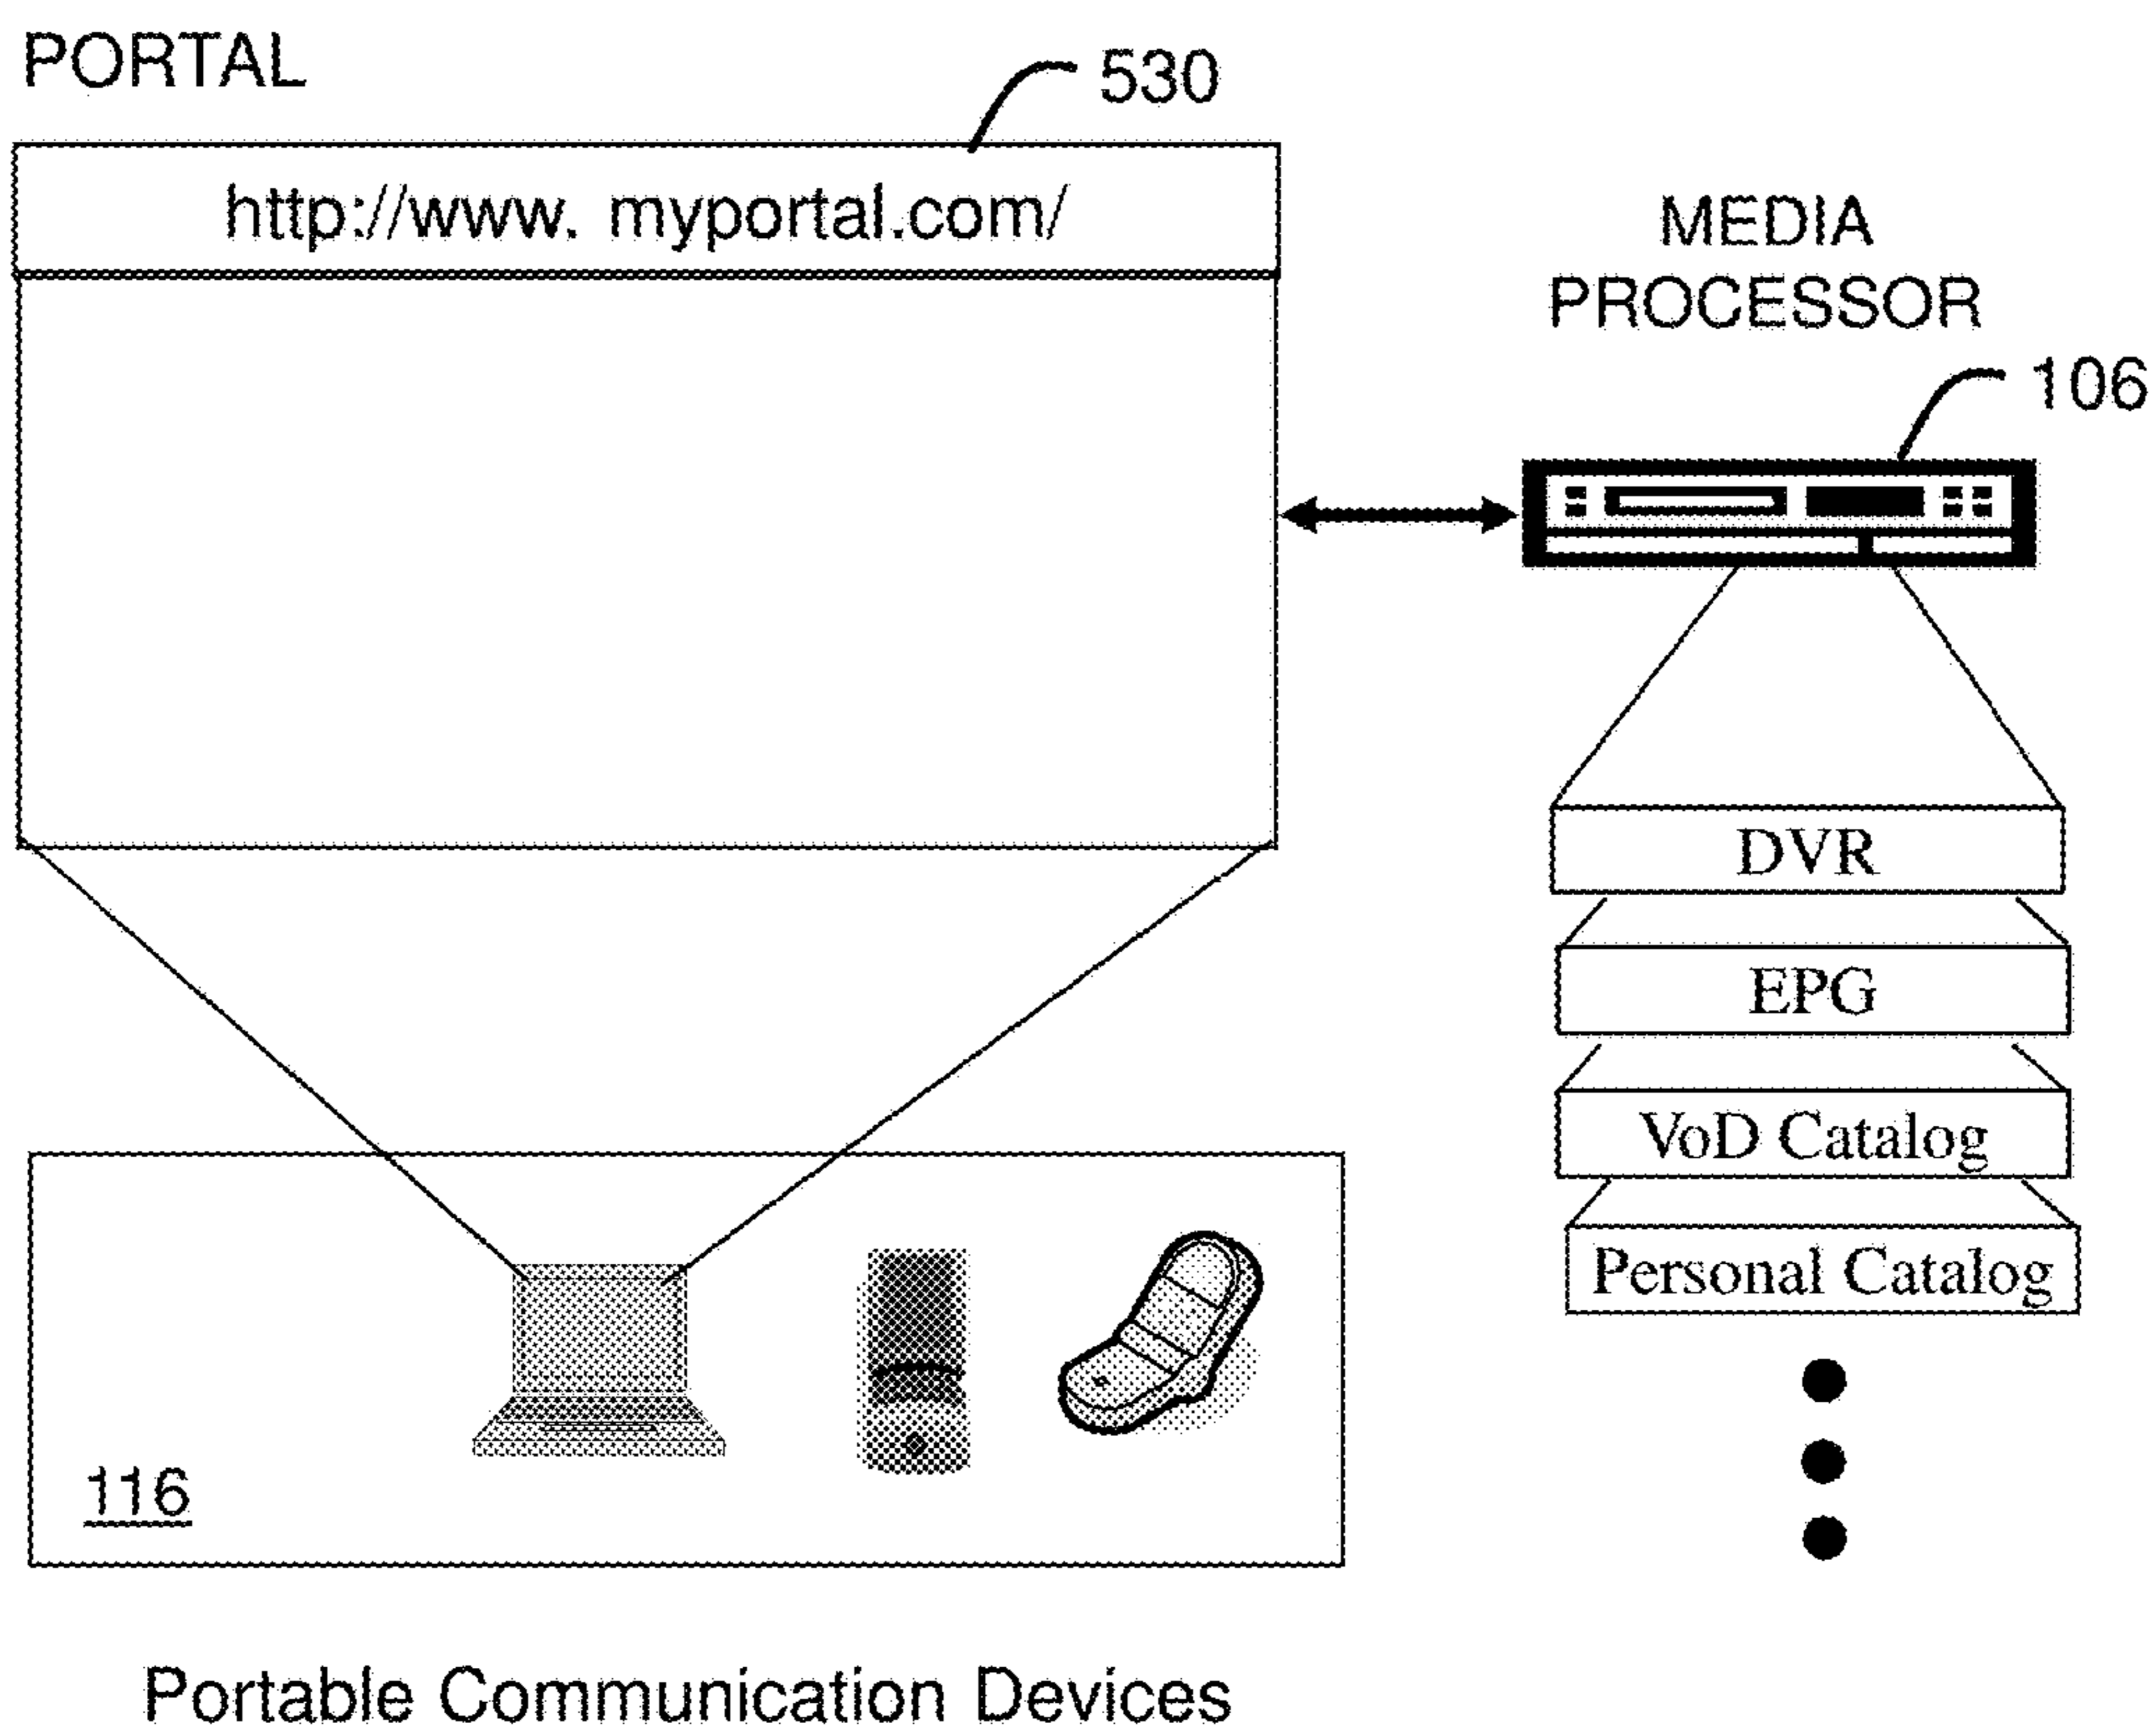 PORTAL
530
http://www. myportal.com/
MEDIA
PROCESSOR
106
DVR
EPG
VoD Catalog
Personal Catalog
116
Portable Communication Devices